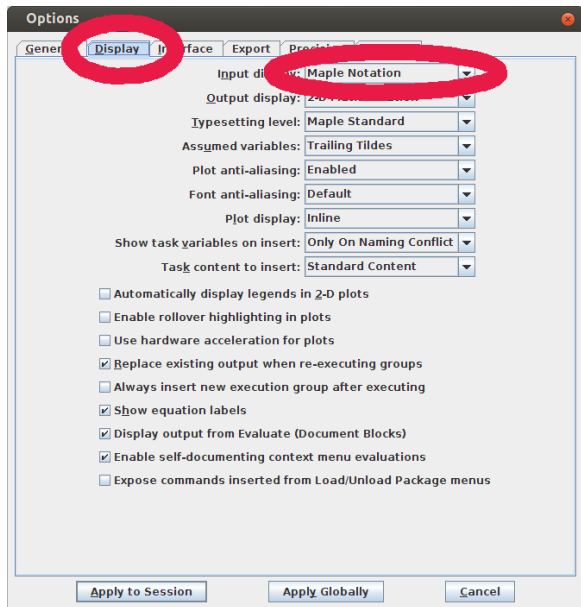 Options
Display Export
Maple Notation
Output display:
Typesetting level: Maple Standard
Assumed variables: Trailing Tildes
Plot anti-aliasing: Enabled
Font anti-aliasing: Default
Plot display: Inline
Show task variables on insert: Only On Naming Conflict
Task content to insert: Standard Content
Automatically display legends in 2-D plots
Enable rollover highlighting in plots
Use hardware acceleration for plots
Replace existing output when re-executing groups
Always insert new execution group after executing
Show equation labels
Display output from Evaluate (Document Blocks)
Enable self-documenting context menu evaluations
Expose commands inserted from Load/Unload Package menus
Apply to Session Apply Globally Cancel